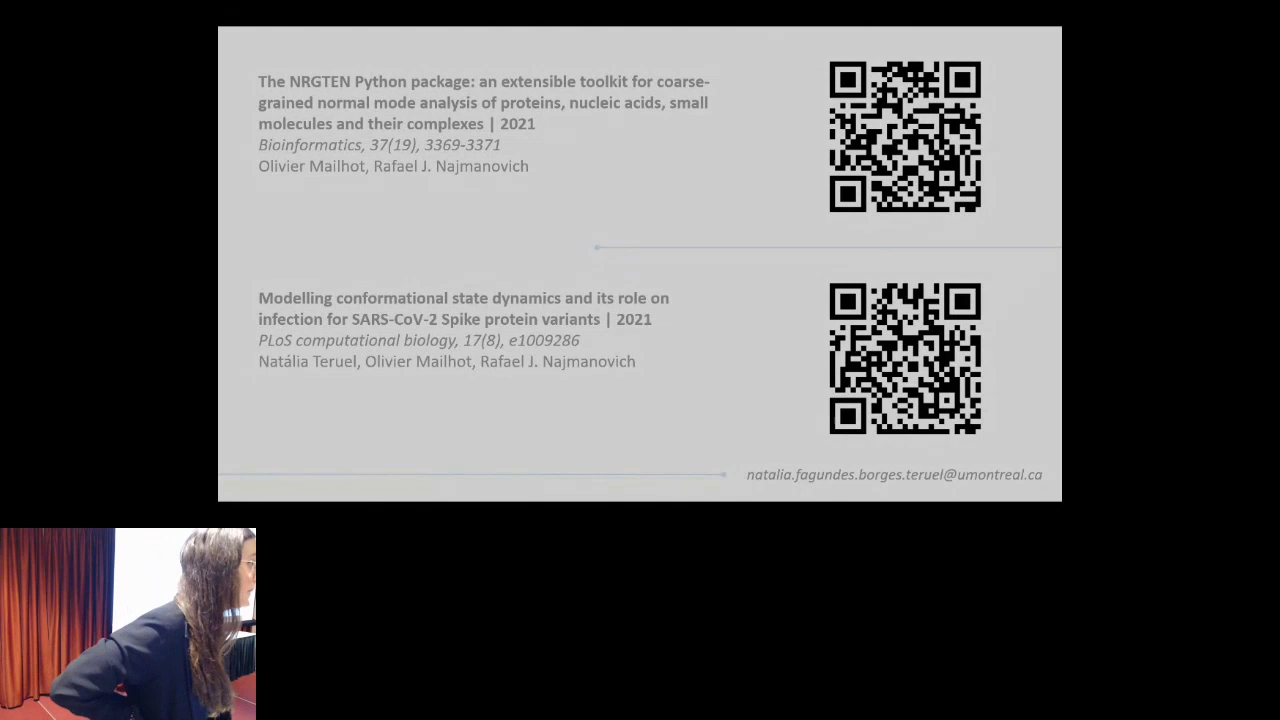 The NRGTEN Python package: an extensible toolkit for coarse-
grained normal mode analysis of proteins, nucleic acids, small
molecules and their complexes | 2021
Bioinformatics, 37(19), 3369-3371
Olivier Mailhot, Rafael J. Najmanovich
Modelling conformational state dynamics and its role on
infection for SARS-CoV-2 Spike protein variants | 2021
PLoS computational biology, 17(8), e1009286
Natália Teruel, Olivier Mailhot, Rafael J. Najmanovich
natalia.fagundes.borges.teruel@umontreal.ca